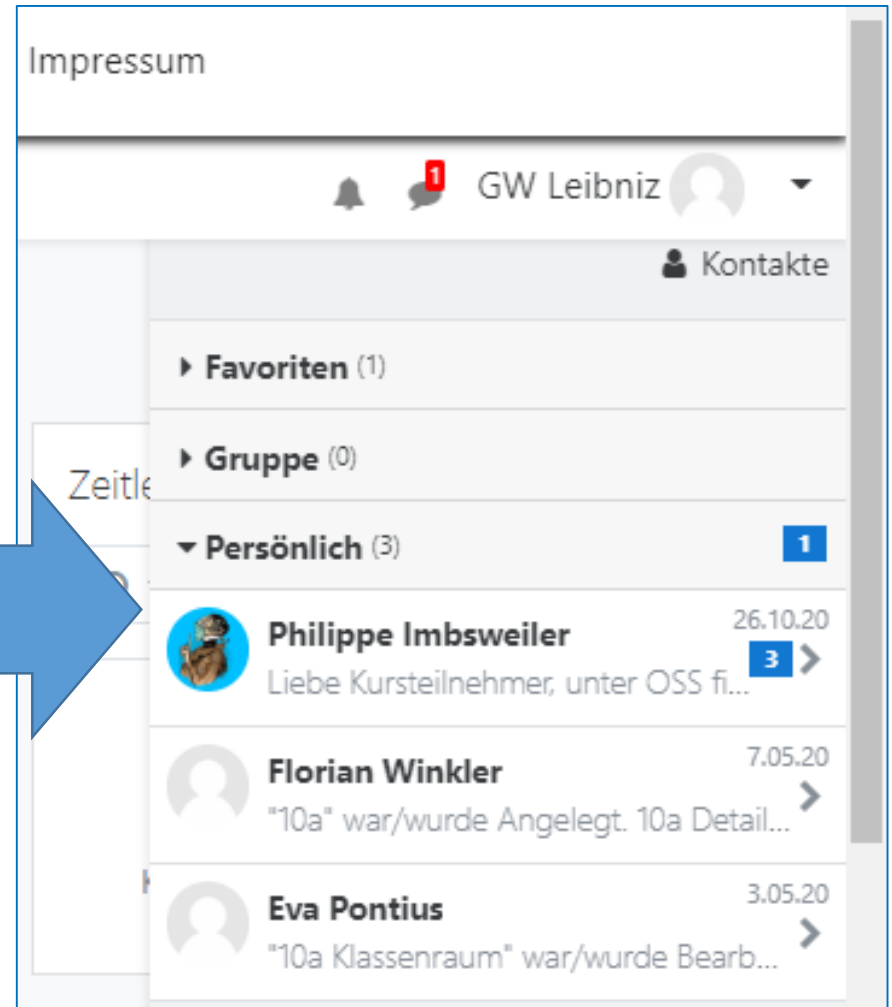 Impressum
1
GW Leibniz
Kontakte
Favoriten (1)
Gruppe (0)
Zeitle
Persönlich (3) 1
Philippe Imbsweiler 26.10.20
Liebe Kursteilnehmer, unter OSS fi... 3
Florian Winkler 7.05.20
"10a" war/wurde Angelegt. 10a Detail...
Eva Pontius 3.05.20
"10a Klassenraum" war/wurde Bearb...